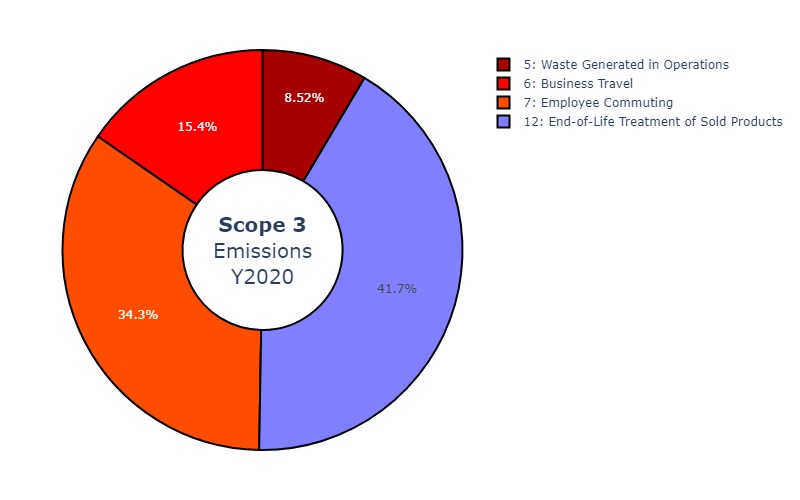 5: Waste Generated in Operations
6: Business Travel
7: Employee Commuting
12: End-of-Life Treatment of Sold Products
8.52%
15.4%
Scope 3
Emissions
Y2020
41.7%
34.3%